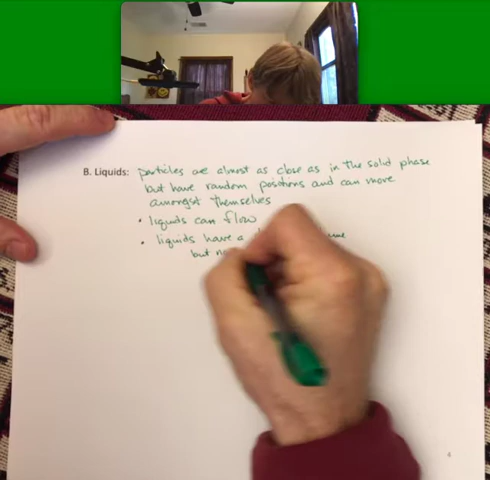 B. Liquids: particles are almost as close as in the solid phase
but have random positions and can move
amongst themselves
• liquids can flow
• liquids have a
but
4